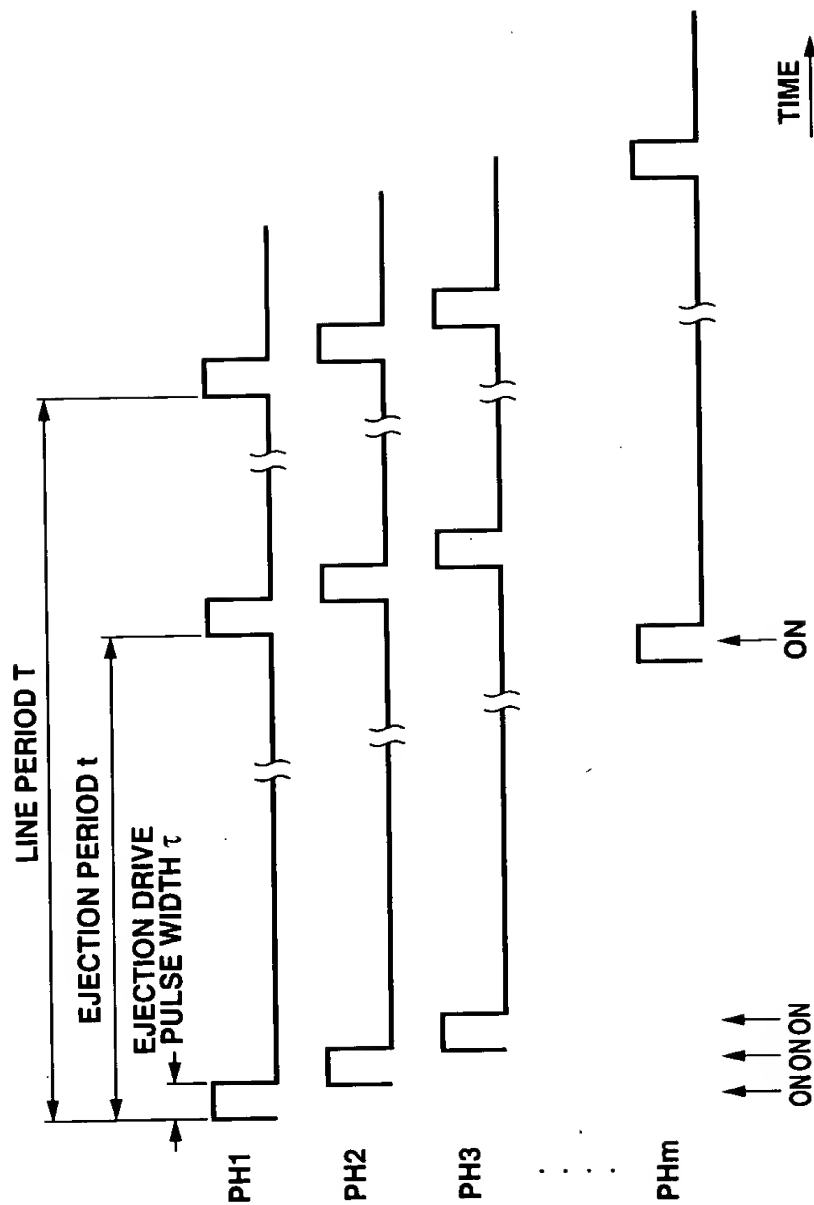 LINE PERIOD T
EJECTION PERIOD t
EJECTION DRIVE
PULSE WIDTH τ
PH1
PH2
PH3
. . . . .
PHm
ON ON ON
ON
TIME